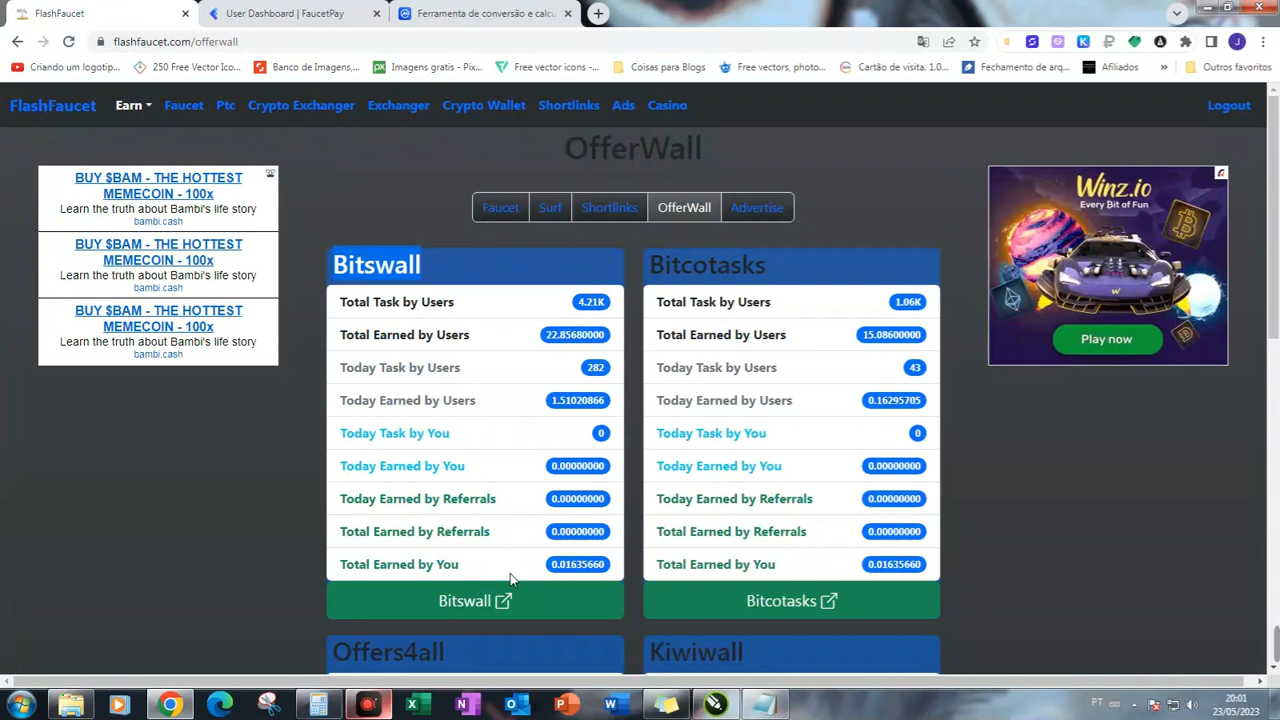 FlashFaucet
User Dashboard | FaucetPay
flashfaucet.com/offerwall
J
Criando um logotip...
250 Free Vector Ico...
Banco de Imagens,...
Imagens gratis - Pix...
Free vector icons -...
Coisas para Blogs
Free vectors, photo...
Cartão de visita. 1.0...
Fechamento de arq...
Afiliados
»
Outros favoritos
FlashFaucet
Earn
Faucet
Ptc
Crypto Exchanger
Exchanger
Crypto Wallet
Shortlinks
Ads
Casino
Logout
OfferWall
Faucet
Surf
Shortlinks
OfferWall
Advertise
BUY $BAM - THE HOTTEST
MEMECOIN - 100x
Learn the truth about Bambi's life story
bambi.cash
BUY $BAM - THE HOTTEST
MEMECOIN - 100x
Learn the truth about Bambi's life story
bambi.cash
BUY $BAM - THE HOTTEST
MEMECOIN - 100x
Learn the truth about Bambi's life story
bambi.cash
Bitswall
Total Task by Users 4.21K
Total Earned by Users 22.85680000
Today Task by Users 282
Today Earned by Users 1.51020866
Today Task by You 0
Today Earned by You 0.00000000
Today Earned by Referrals 0.00000000
Total Earned by Referrals 0.00000000
Total Earned by You 0.01635660
Bitswall
Bitcotasks
Total Task by Users 1.06K
Total Earned by Users 15.08600000
Today Task by Users 43
Today Earned by Users 0.16295705
Today Task by You 0
Today Earned by You 0.00000000
Today Earned by Referrals 0.00000000
Total Earned by Referrals 0.00000000
Total Earned by You 0.01635660
Bitcotasks
Winz.io
Every Bit of Fun
Play now
Offers4all
Kiwiwall
PT
20:01
23/05/2023